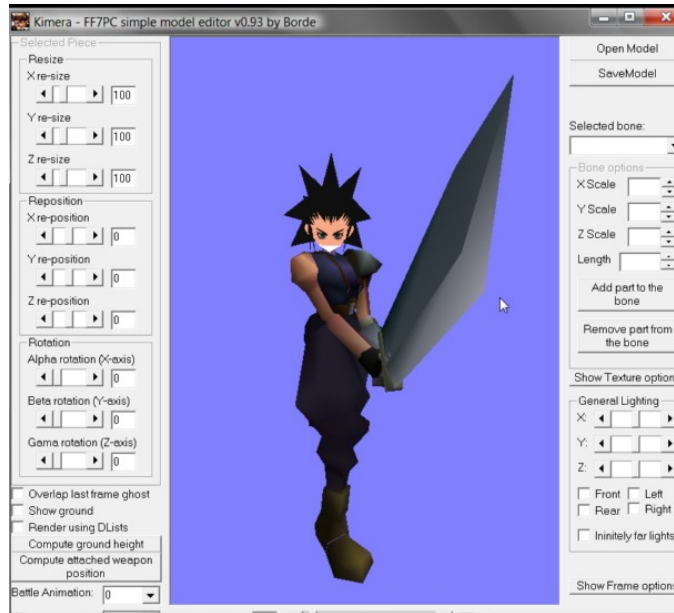 Kimera - FF7PC simple model editor v0.93 by Borde
Selected Piece
Resize
X re-size
100
Y re-size
100
Z re-size
100
Reposition
X re-position
0
Y re-position
0
Z re-position
0
Rotation
Alpha rotation (X-axis)
0
Beta rotation (Y-axis)
0
Gama rotation (Z-axis)
0
Overlap last frame ghost
Show ground
Render using DLists
Compute ground height
Compute attached weapon
position
Battle Animation: 0
Open Model
SaveModel
Selected bone:
Bone options
X Scale
Y Scale
Z Scale
Length
Add part to the
bone
Remove part from
the bone
Show Texture option
General Lighting
X:
Y:
Z:
Front Left
Rear Right
Ininitely far lights
Show Frame option